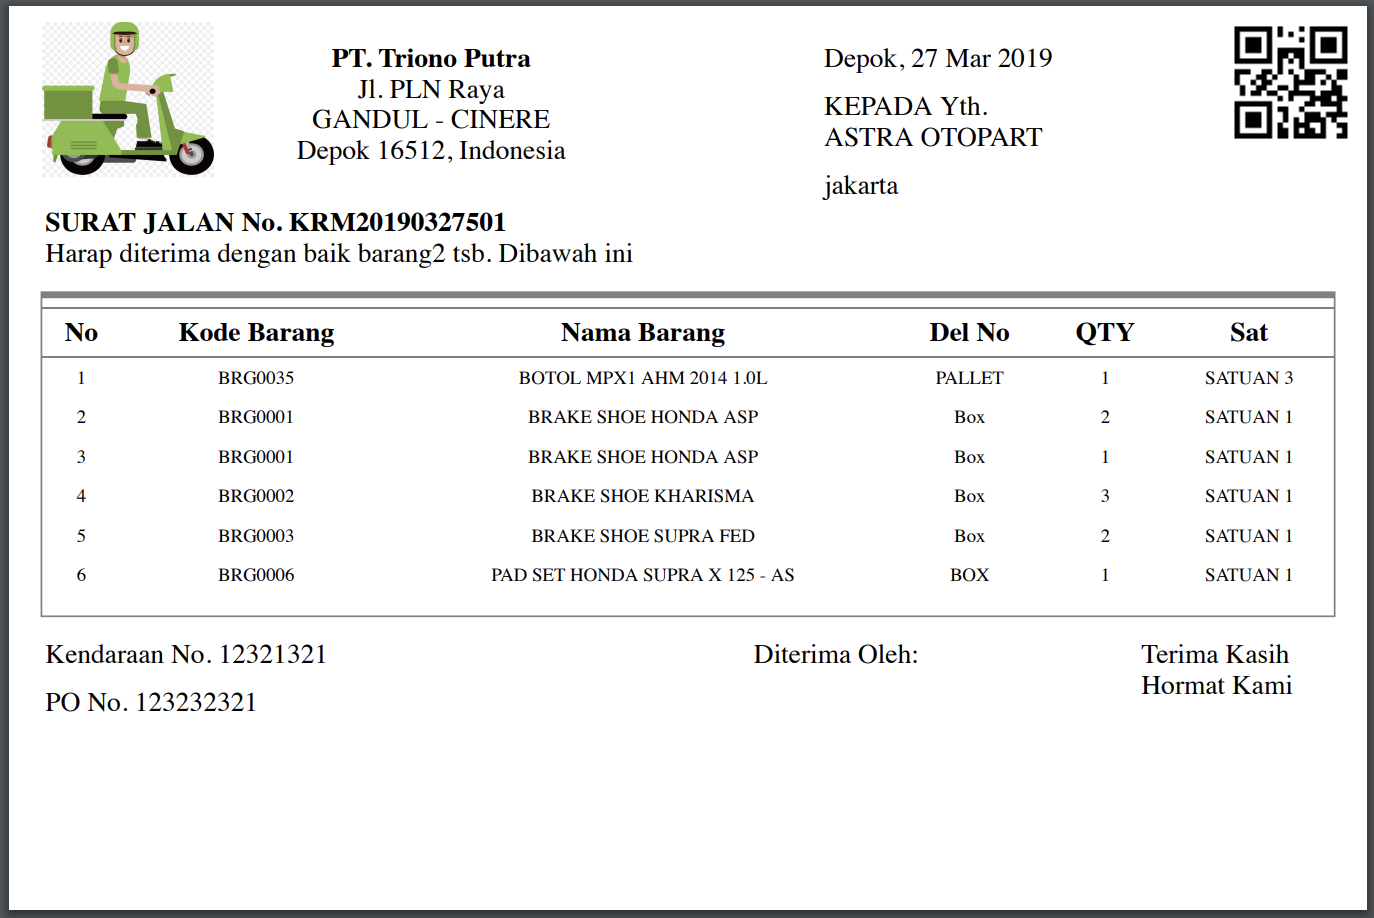 PT. Triono Putra
Jl. PLN Raya
GANDUL - CINERE
Depok 16512, Indonesia
Depok, 27 Mar 2019
KEPADA Yth.
ASTRA OTOPART
jakarta
SURAT JALAN No. KRM20190327501
Harap diterima dengan baik barang2 tsb. Dibawah ini
No Kode Barang Nama Barang Del No QTY Sat
1 BRG0035 BOTOL MPX1 AHM 2014 1.0L PALLET 1 SATUAN 3
2 BRG0001 BRAKE SHOE HONDA ASP Box 2 SATUAN 1
3 BRG0001 BRAKE SHOE HONDA ASP Box 1 SATUAN 1
4 BRG0002 BRAKE SHOE KHARISMA Box 3 SATUAN 1
5 BRG0003 BRAKE SHOE SUPRA FED Box 2 SATUAN 1
6 BRG0006 PAD SET HONDA SUPRA X 125 - AS BOX 1 SATUAN 1
Kendaraan No. 12321321
PO No. 123232321
Diterima Oleh:
Terima Kasih
Hormat Kami